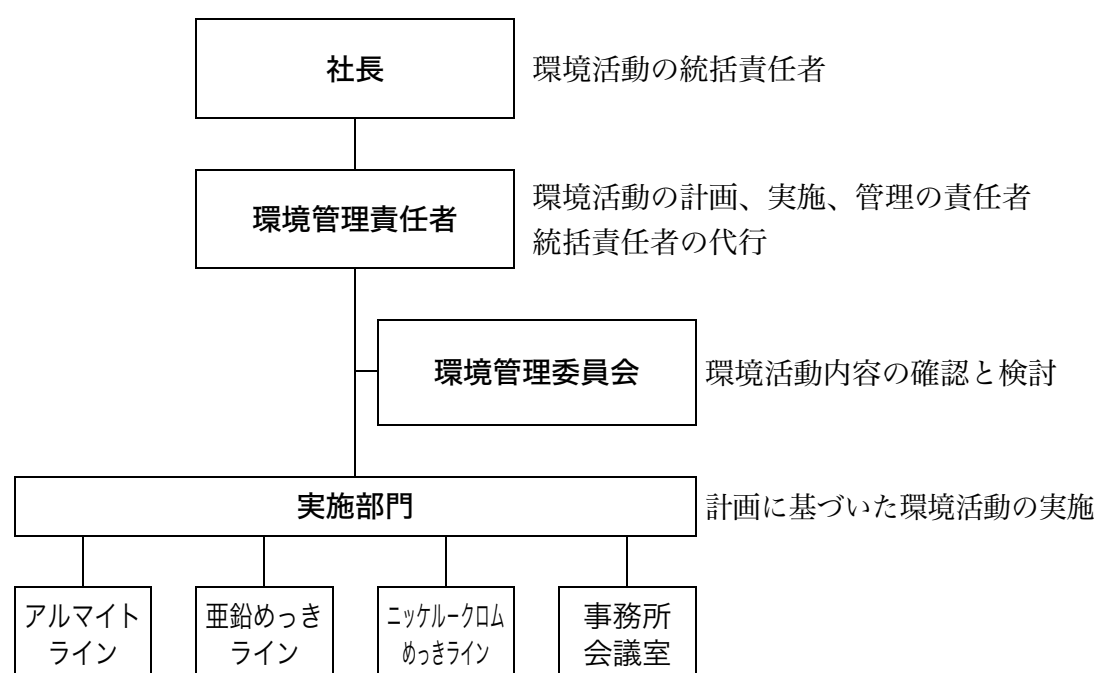 社長
環境活動の統括責任者
環境管理責任者
環境活動の計画、実施、管理の責任者
統括責任者の代行
環境管理委員会
環境活動内容の確認と検討
実施部門
計画に基づいた環境活動の実施
アルマイト
ライン
亜鉛めっき
ライン
ニッケルークロム
めっきライン
事務所
会議室